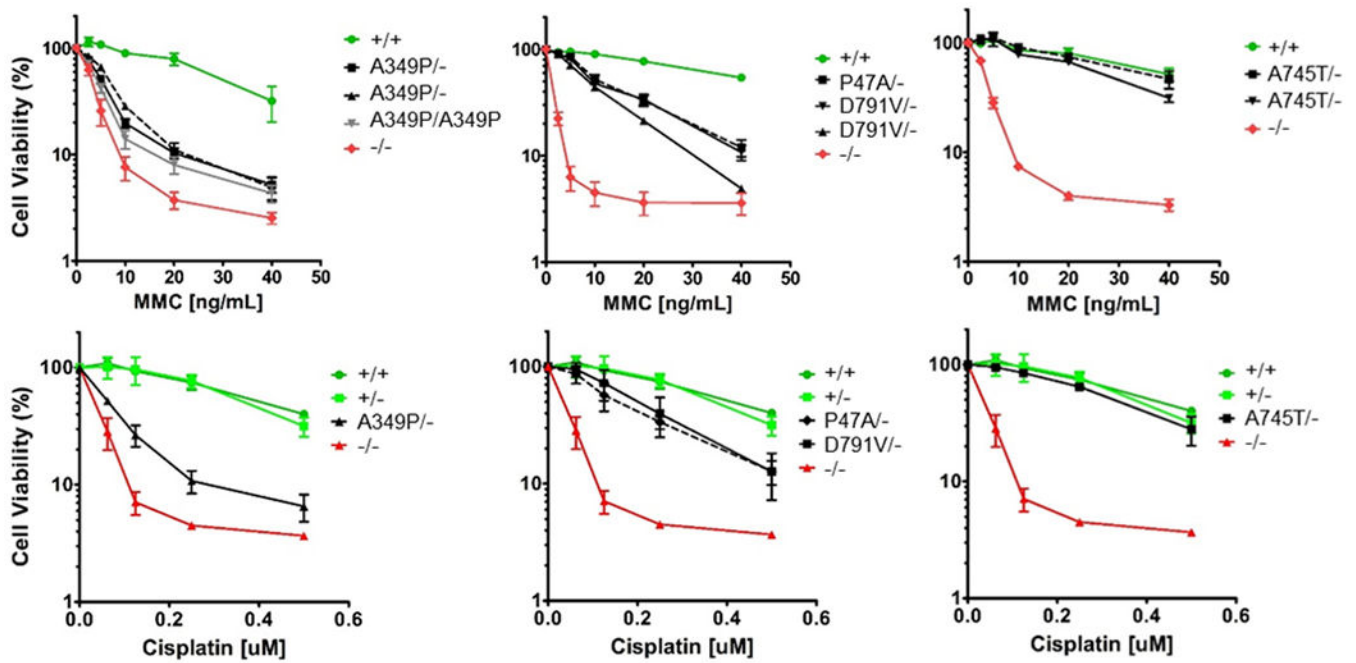 Cell Viability (%)
100
10
1
0 10 20 30 40 50
MMC [ng/mL]
+/+
A349P/-
A349P/-
A349P/A349P
-/-
100
10
1
0 10 20 30 40 50
MMC [ng/mL]
+/+
P47A/-
D791V/-
D791V/-
-/-
100
10
1
0 10 20 30 40 50
MMC [ng/mL]
+/+
A745T/-
A745T/-
-/-
Cell Viability (%)
100
10
1
0.0 0.2 0.4 0.6
Cisplatin [uM]
+/+
+/-
A349P/-
-/-
Cell Viability (%)
100
10
1
0.0 0.2 0.4 0.6
Cisplatin [uM]
+/+
+/-
P47A/-
D791V/-
-/-
Cell Viability (%)
100
10
1
0.0 0.2 0.4 0.6
Cisplatin [uM]
+/+
+/-
A745T/-
-/-